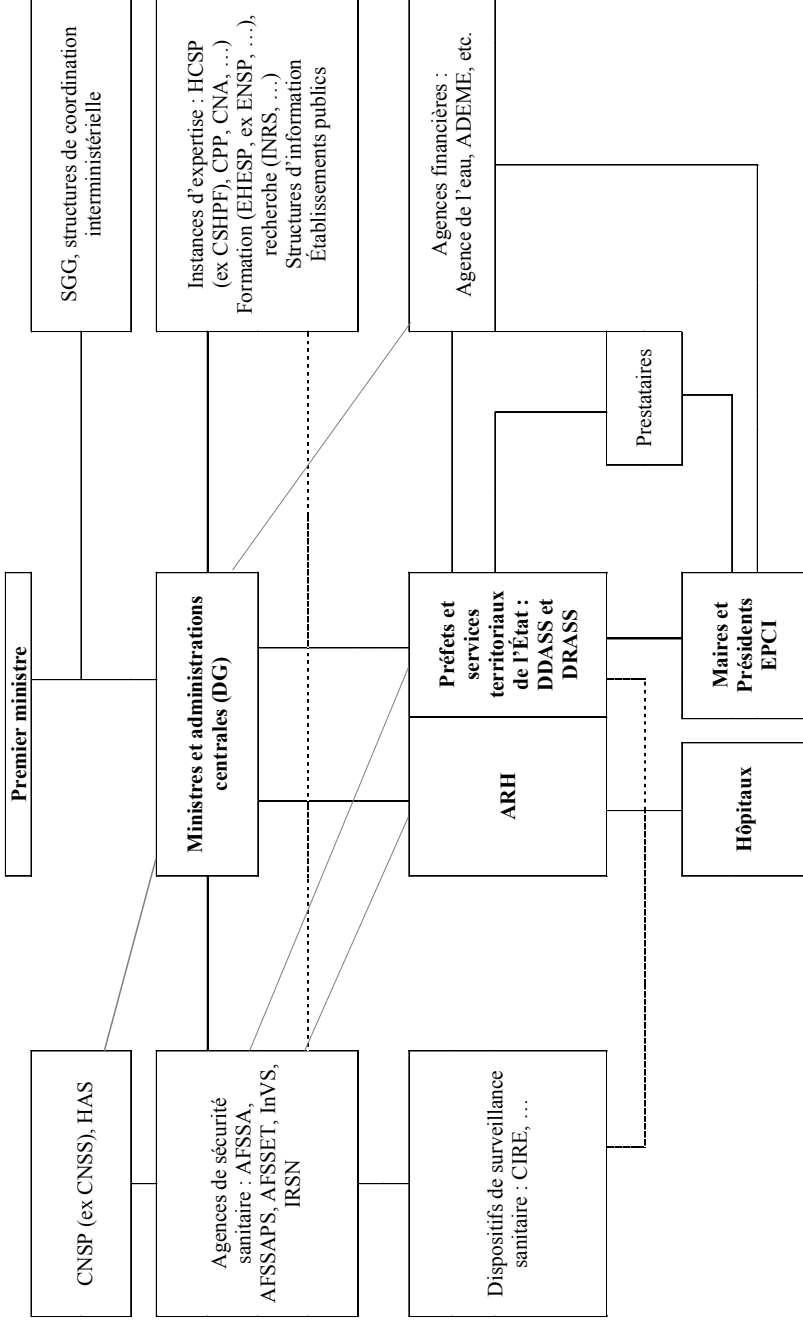 Premier ministre
CNSP (ex CNSS), HAS
SGG, structures de coordination
interministérielle
Agences de sécurité
sanitaire : AFSSA,
AFSSAPS, AFSSET, InVS,
IRSN
Ministres et administrations
centrales (DG)
Instances d’expertise : HCSP
(ex CSHPF), CPP, CNA, …)
Formation (EHESP, ex ENSP, …),
recherche (INRS, …)
Structures d’information
Établissements publics
Dispositifs de surveillance
sanitaire : CIRE, …
ARH
Préfets et
services
territoriaux
de l’État :
DDASS et
DRASS
Agences financières :
Agence de l’eau, ADEME, etc.
Prestataires
Hôpitaux
Maires et
Présidents
EPCI